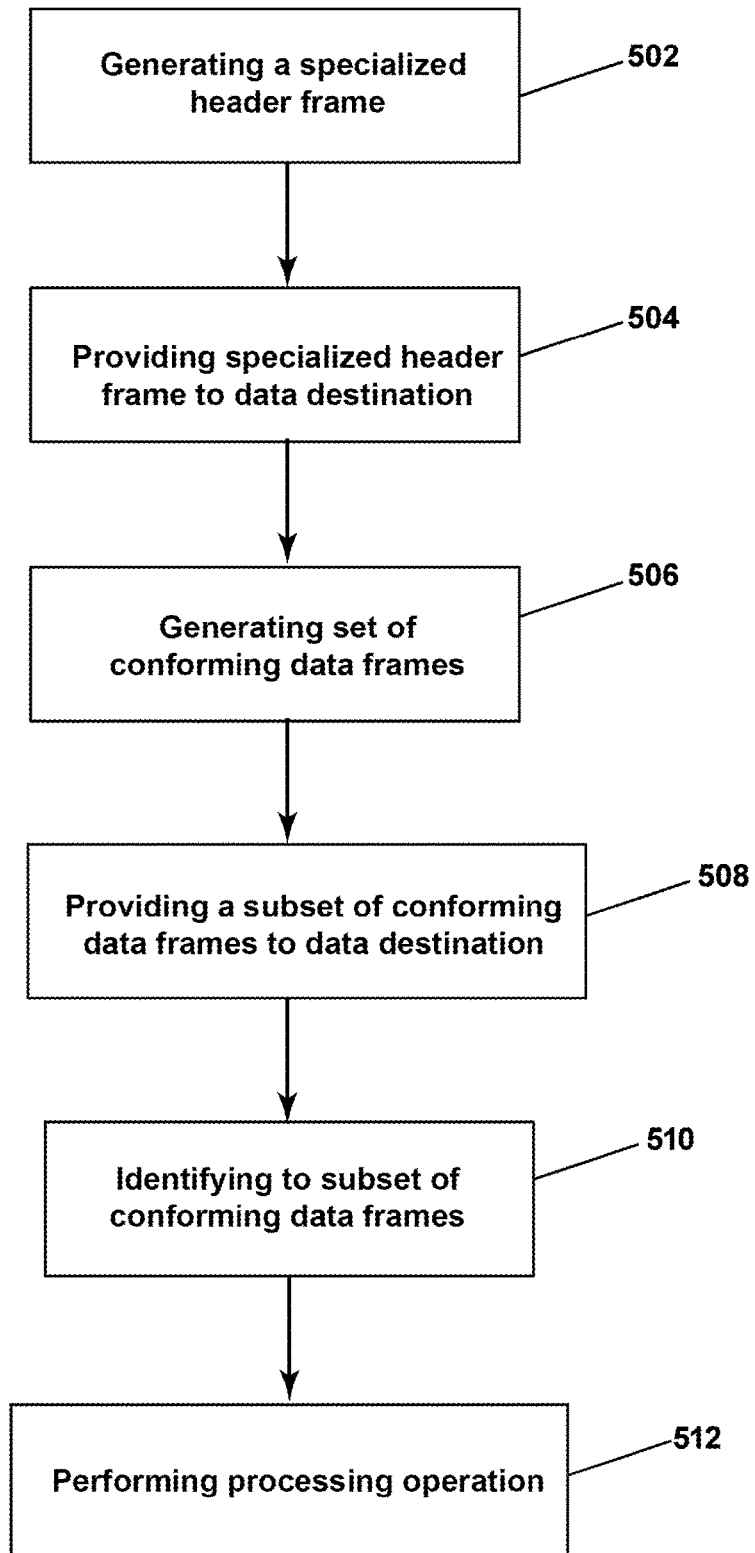 Generating a specialized
header frame
502
Providing specialized header
frame to data destination
504
Generating set of
conforming data frames
506
Providing a subset of conforming
data frames to data destination
508
Identifying to subset of
conforming data frames
510
Performing processing operation
512